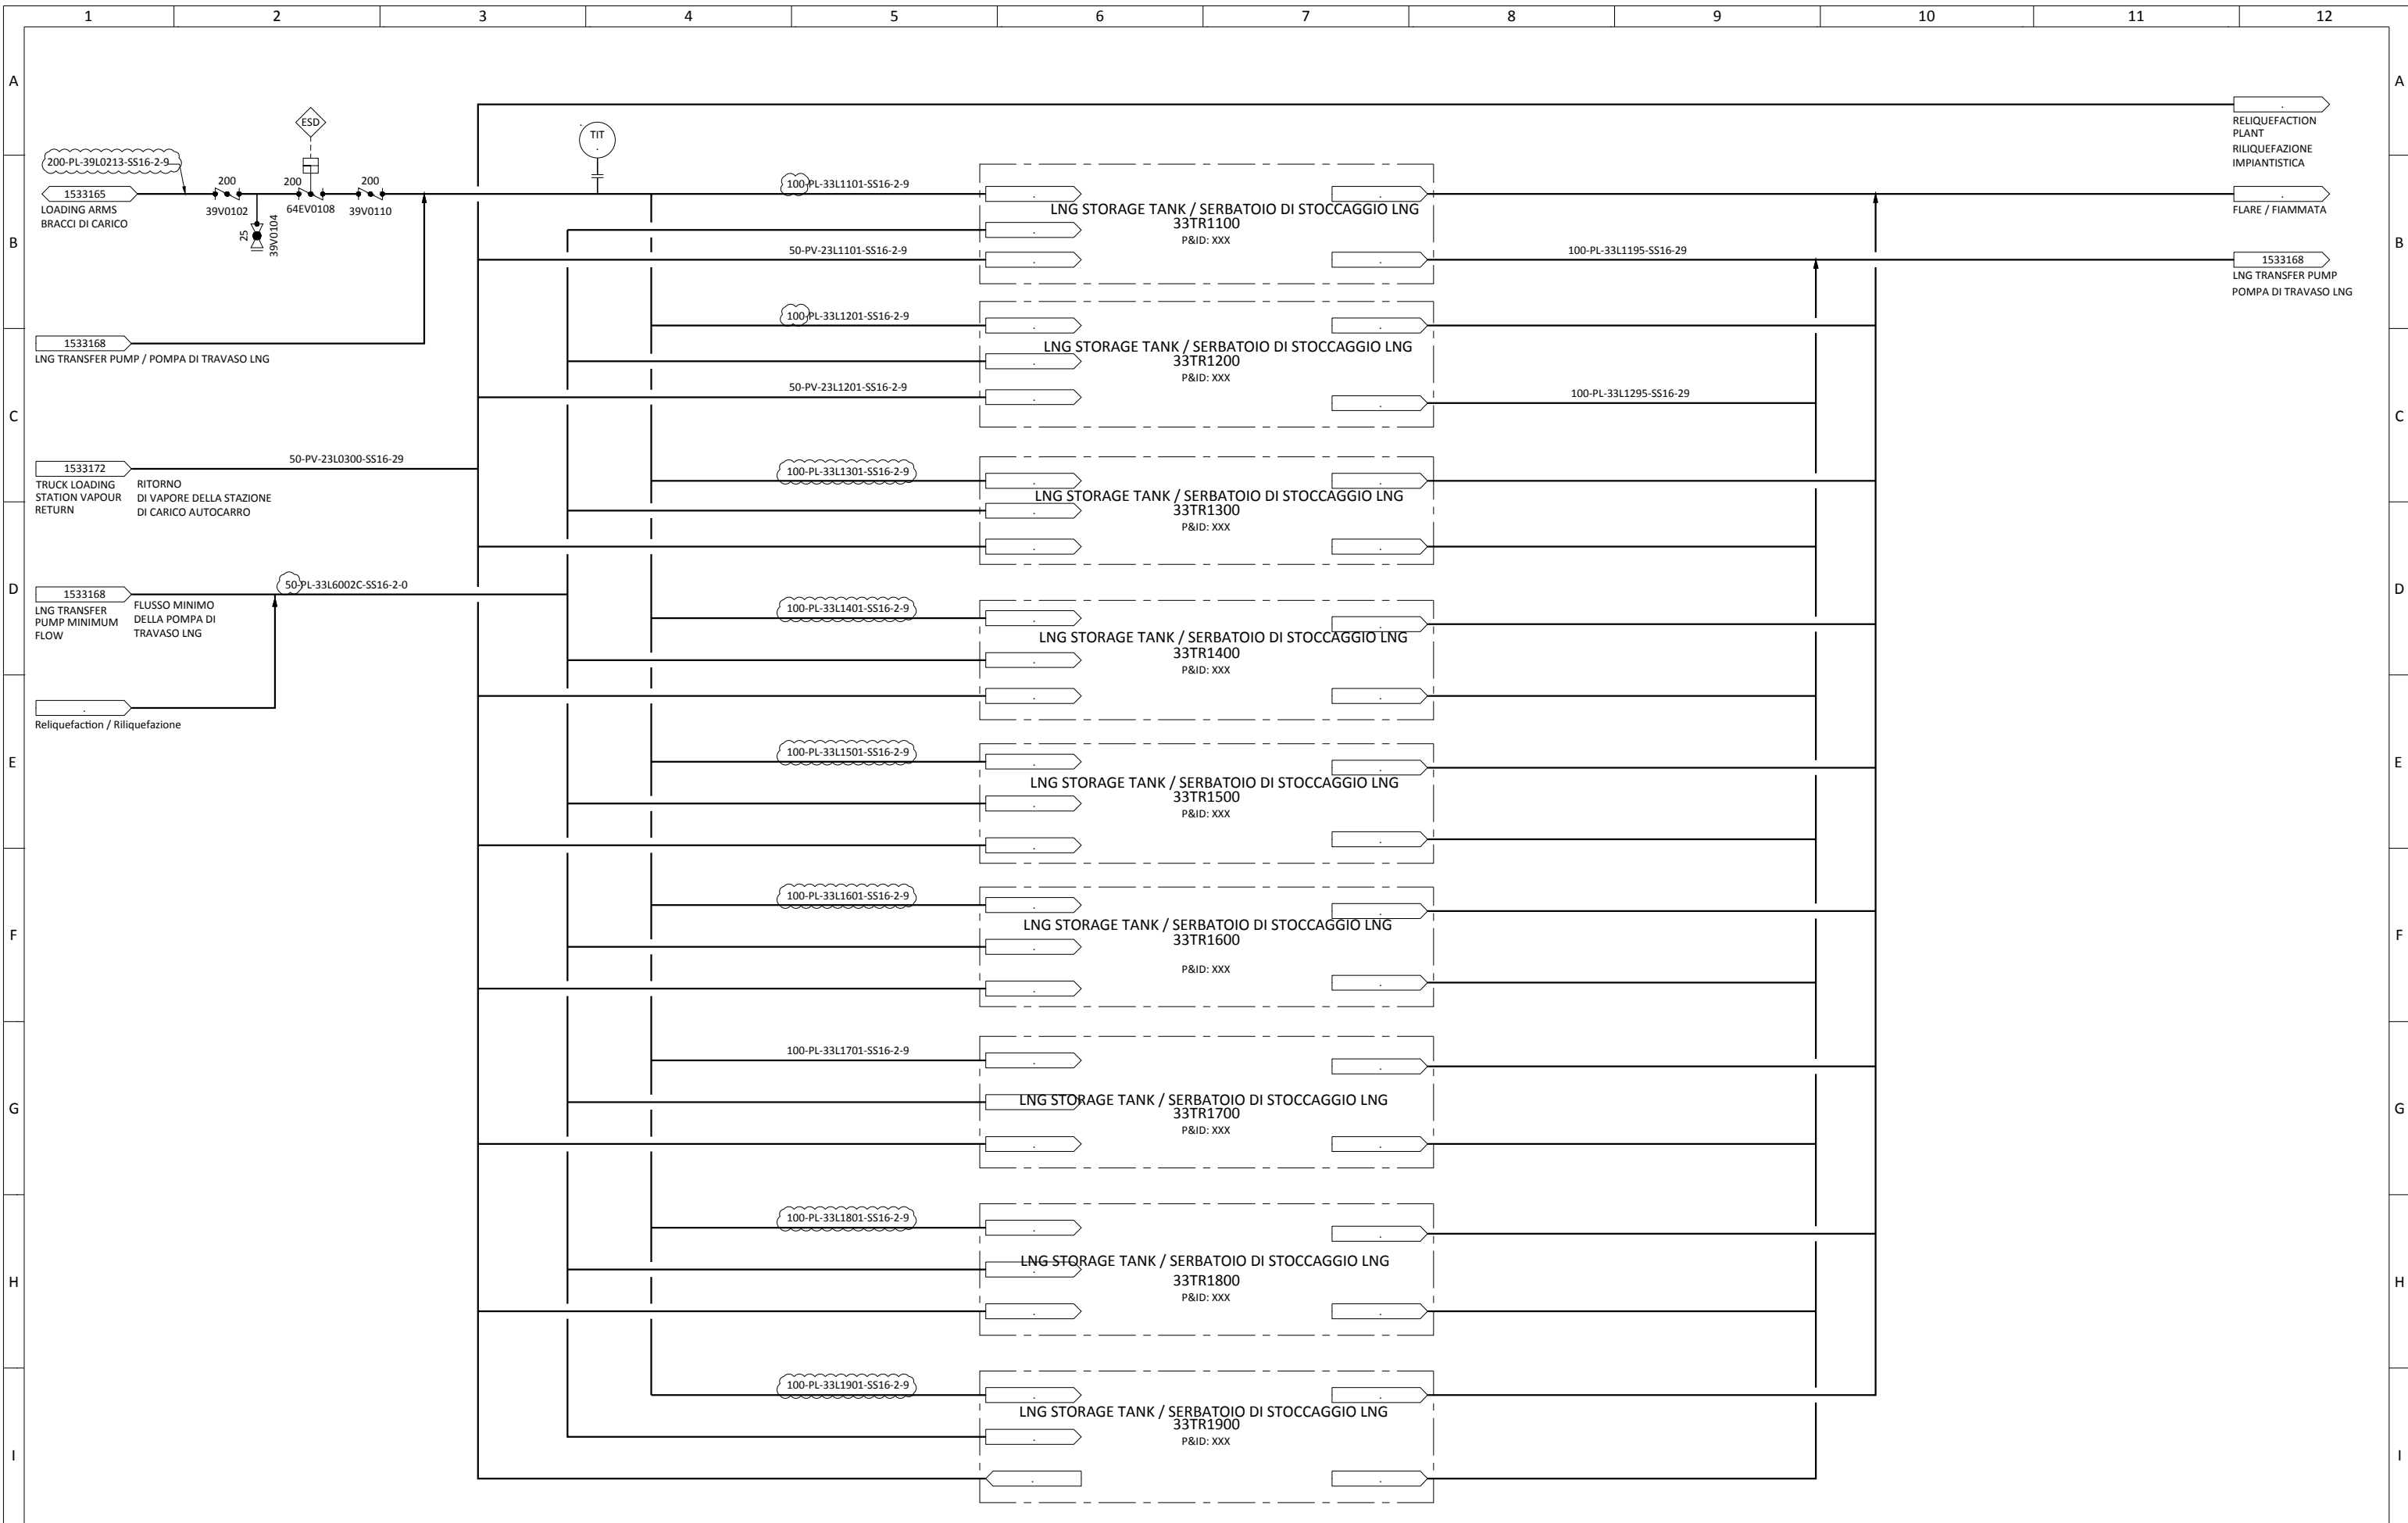 1 2 3 4 5 6 7 8 9 10 11 12
A
A
RELIQUEFACTION
PLANT
RILIQUEFAZIONE
IMPIANTISTICA
ESD
TIT
200-PL-39L0213-SS16-2-9
1533165
LOADING ARMS
BRACCI DI CARICO
200
39V0102
25
39V0104
200
64EV0108
200
39V0110
100-PL-33L1101-SS16-2-9
LNG STORAGE TANK / SERBATOIO DI STOCCAGGIO LNG
33TR1100
P&ID: XXX
50-PV-23L1101-SS16-2-9
100-PL-33L1195-SS16-29
FLARE / FIAMMATA
B
B
1533168
LNG TRANSFER PUMP
POMPA DI TRAVASO LNG
1533168
LNG TRANSFER PUMP / POMPA DI TRAVASO LNG
100-PL-33L1201-SS16-2-9
LNG STORAGE TANK / SERBATOIO DI STOCCAGGIO LNG
33TR1200
P&ID: XXX
50-PV-23L1201-SS16-2-9
100-PL-33L1295-SS16-29
C
C
1533172
TRUCK LOADING
STATION VAPOUR
RETURN
RITORNO
DI VAPORE DELLA STAZIONE
DI CARICO AUTOCARRO
50-PV-23L0300-SS16-29
100-PL-33L1301-SS16-2-9
LNG STORAGE TANK / SERBATOIO DI STOCCAGGIO LNG
33TR1300
P&ID: XXX
D
D
1533168
LNG TRANSFER
PUMP MINIMUM
FLOW
FLUSSO MINIMO
DELLA POMPA DI
TRAVASO LNG
50-PL-33L6002C-SS16-2-0
100-PL-33L1401-SS16-2-9
LNG STORAGE TANK / SERBATOIO DI STOCCAGGIO LNG
33TR1400
P&ID: XXX
Reliquefaction / Riliquefazione
E
E
100-PL-33L1501-SS16-2-9
LNG STORAGE TANK / SERBATOIO DI STOCCAGGIO LNG
33TR1500
P&ID: XXX
F
F
100-PL-33L1601-SS16-2-9
LNG STORAGE TANK / SERBATOIO DI STOCCAGGIO LNG
33TR1600
P&ID: XXX
G
G
100-PL-33L1701-SS16-2-9
LNG STORAGE TANK / SERBATOIO DI STOCCAGGIO LNG
33TR1700
P&ID: XXX
H
H
100-PL-33L1801-SS16-2-9
LNG STORAGE TANK / SERBATOIO DI STOCCAGGIO LNG
33TR1800
P&ID: XXX
I
I
100-PL-33L1901-SS16-2-9
LNG STORAGE TANK / SERBATOIO DI STOCCAGGIO LNG
33TR1900
P&ID: XXX